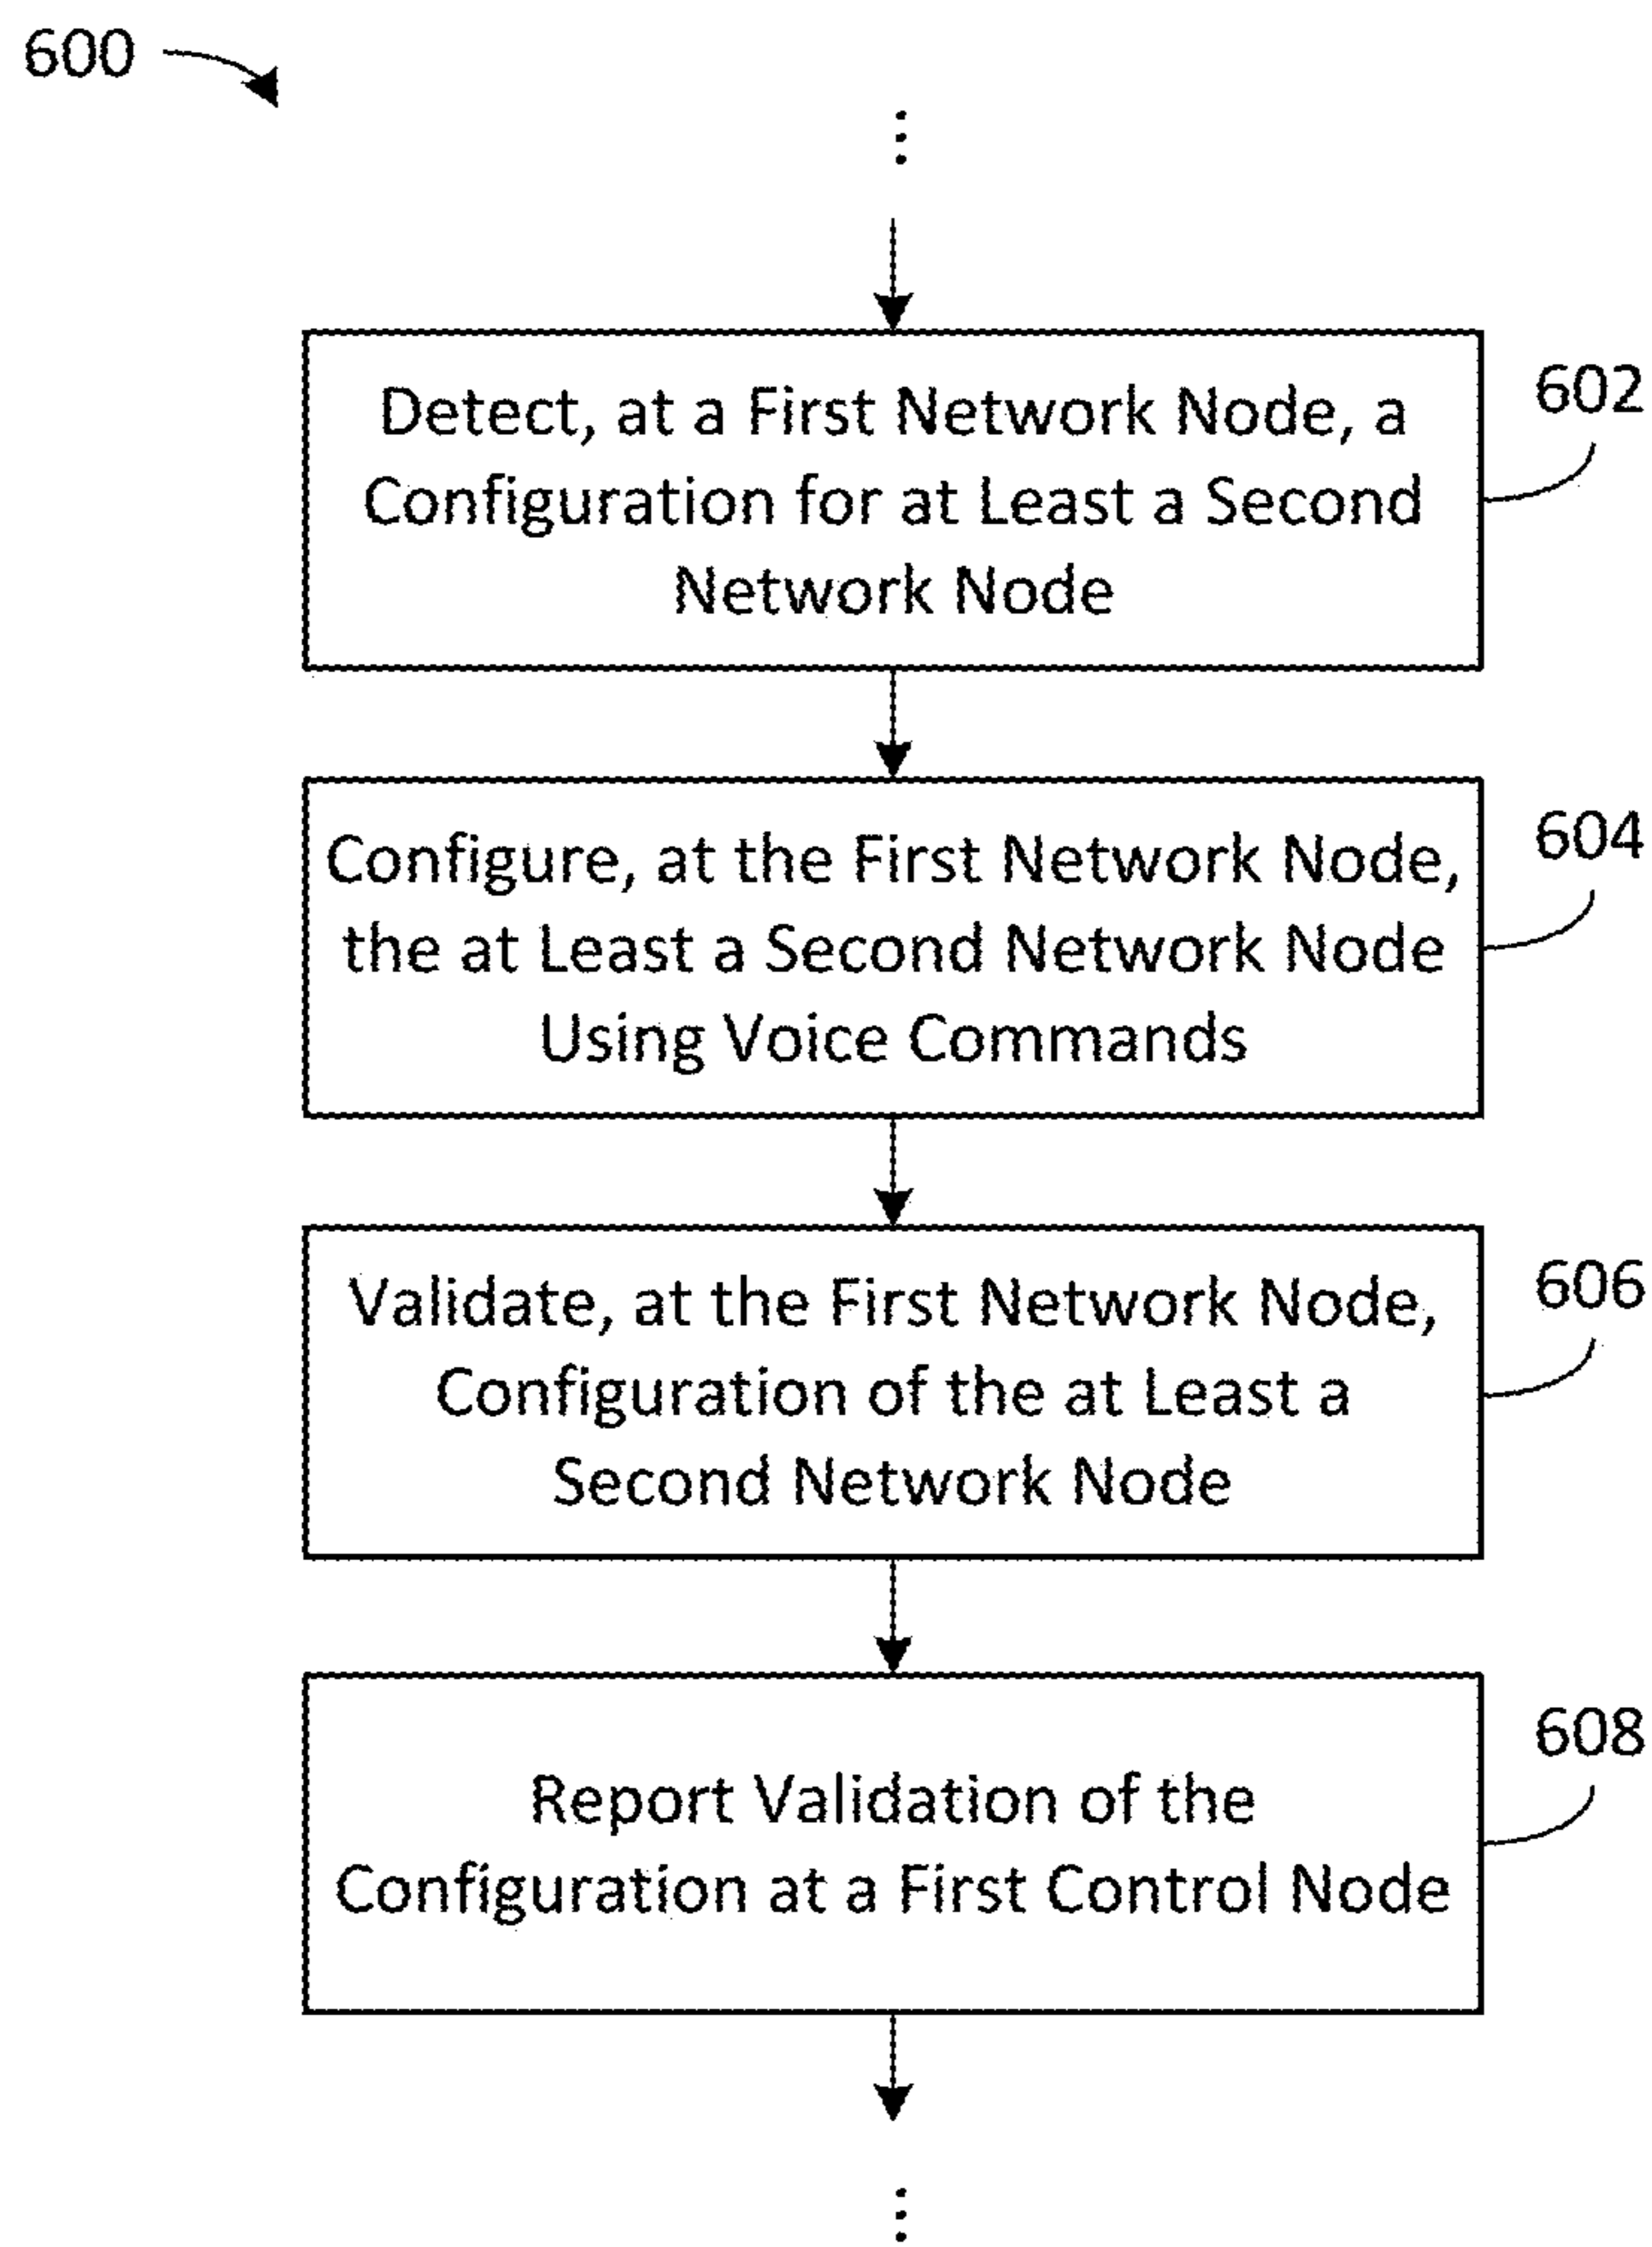 600
Detect, at a First Network Node, a
Configuration for at Least a Second
Network Node
602
Configure, at the First Network Node,
the at Least a Second Network Node
Using Voice Commands
604
Validate, at the First Network Node,
Configuration of the at Least a
Second Network Node
606
Report Validation of the
Configuration at a First Control Node
608